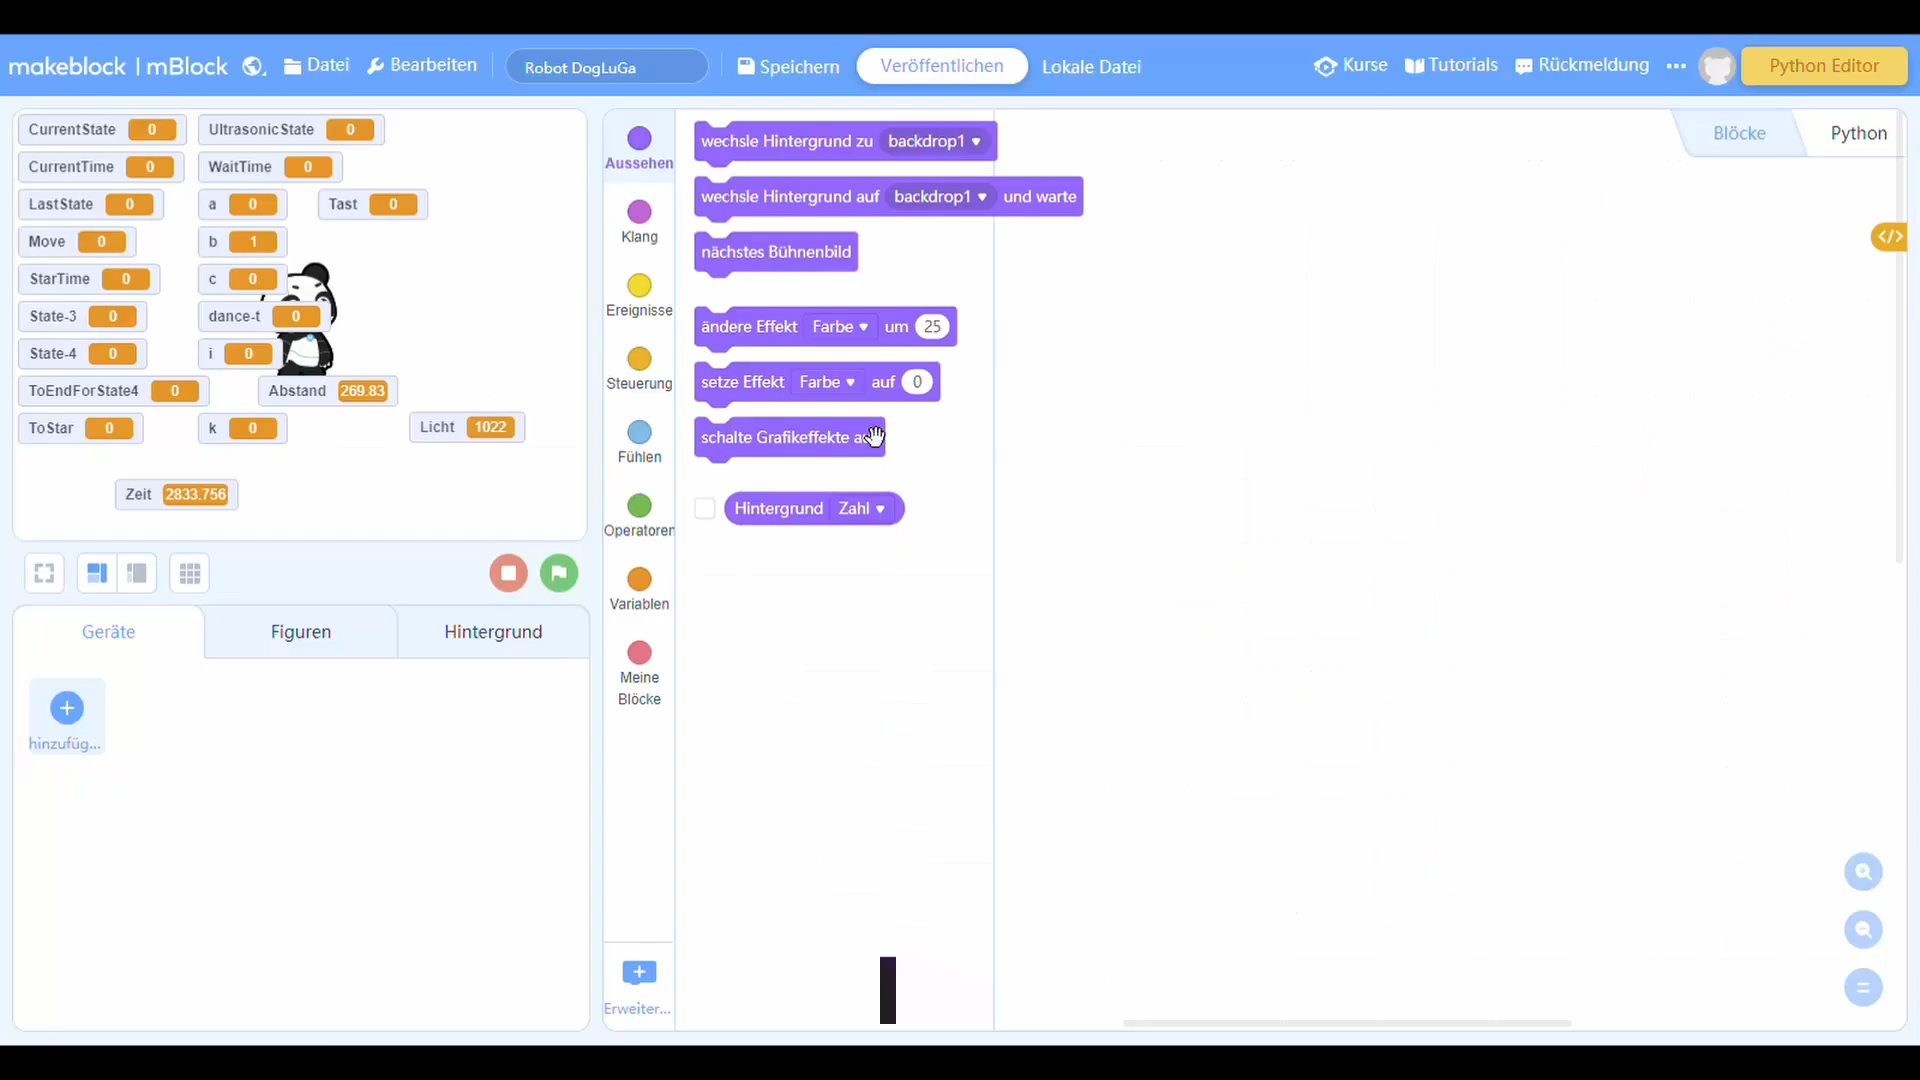 makeblock | mBlock Datei Bearbeiten Robot DogLuGa Speichern Veröffentlichen Lokale Datei Kurse Tutorials Rückmeldung ••• Python Editor
CurrentState 0 UltrasonicState 0
CurrentTime 0 WaitTime 0
LastState 0 a 0 Tast 0
Move 0 b 1
StarTime 0 c 0
State-3 0 dance-t 0
State-4 0 i 0
ToEndForState4 0 Abstand 269.83
ToStar 0 k 0 Licht 1022
Zeit 2833.756
Geräte Figuren Hintergrund
+
hinzufüg...
Aussehen
Klang
Ereignisse
Steuerung
Fühlen
Operatoren
Variablen
Meine
Blöcke
+
Erweiter...
wechsle Hintergrund zu backdrop1
wechsle Hintergrund auf backdrop1 und warte
nächstes Bühnenbild
ändere Effekt Farbe um 25
setze Effekt Farbe auf 0
schalte Grafikeffekte
Hintergrund Zahl
Blöcke Python
</>